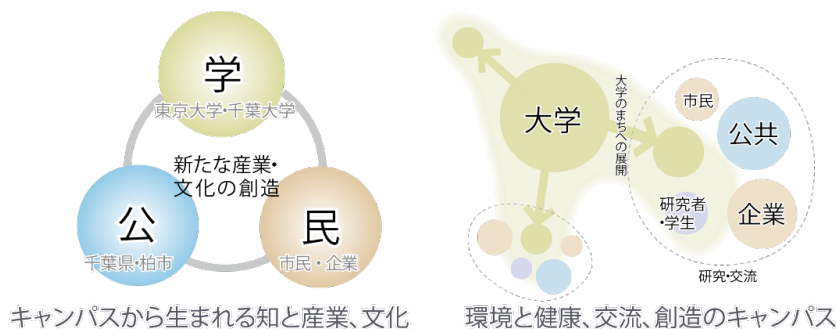 学
東京大学・千葉大学
新たな産業・
文化の創造
公
千葉県・柏市
民
市民・企業
キャンパスから生まれる知と産業、文化
大学
大学のまちへの展開
市民
公共
研究者
・学生
企業
研究・交流
環境と健康、交流、創造のキャンパス